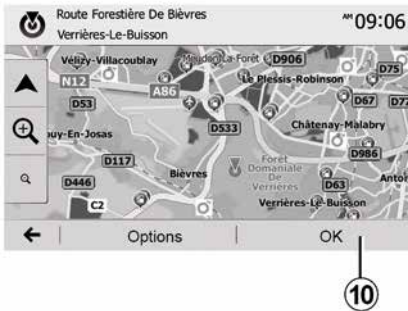 Route Forestière De Bièvres
AM 09:06
Verrières-Le-Buisson
Vélizy-Villacoublay
Meudon-La-Forêt
D906
D75
N12
A86
Le Plessis-Robinson
D53
D67
D77
D533
Châtenay-Malabry
uy-En-Josas
D117
D986
Bièvres
Forêt
Domaniale
De
Verrières
D446
D63
Anton
C2
Verrières-Le-Buisson
Options
OK
10